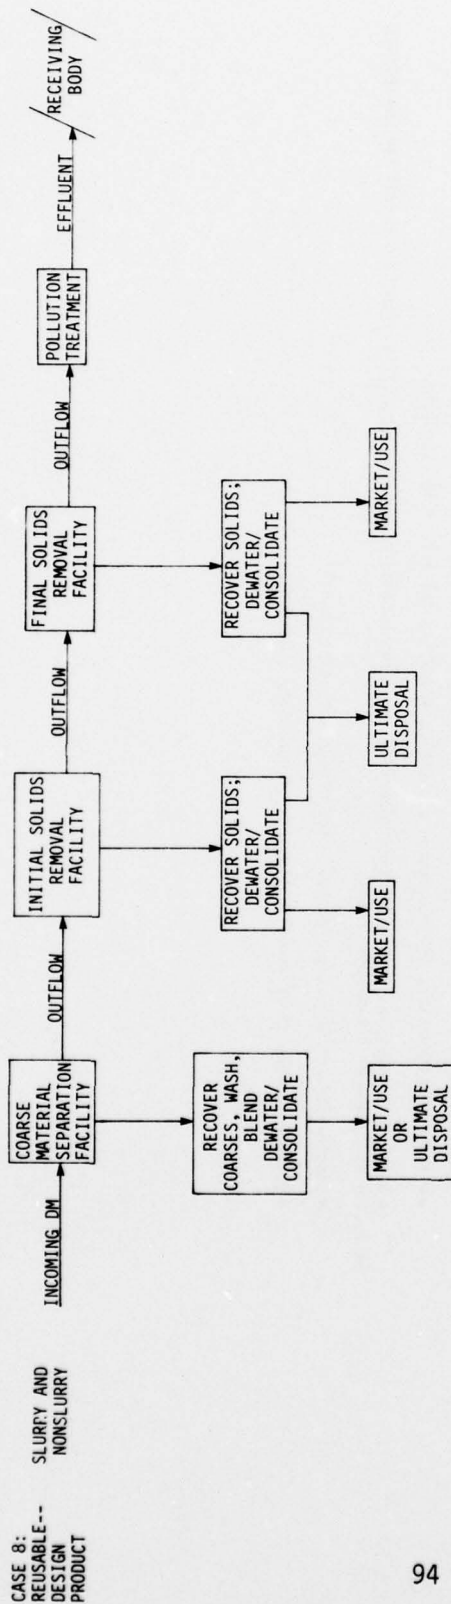 CASE 8:
REUSABLE--
DESIGN
PRODUCT
SLURRY AND
NONSLURRY
INCOMING DM
COARSE
MATERIAL
SEPARATION
FACILITY
OUTFLOW
INITIAL SOLIDS
REMOVAL
FACILITY
OUTFLOW
FINAL SOLIDS
REMOVAL
FACILITY
OUTFLOW
POLLUTION
TREATMENT
EFFLUENT
RECEIVING
BODY
RECOVER
COARSES, WASH,
BLEND
DEWATER/
CONSOLIDATE
RECOVER SOLIDS;
DEWATER/
CONSOLIDATE
RECOVER SOLIDS;
DEWATER/
CONSOLIDATE
MARKET/USE
OR
ULTIMATE
DISPOSAL
MARKET/USE
ULTIMATE
DISPOSAL
MARKET/USE
94